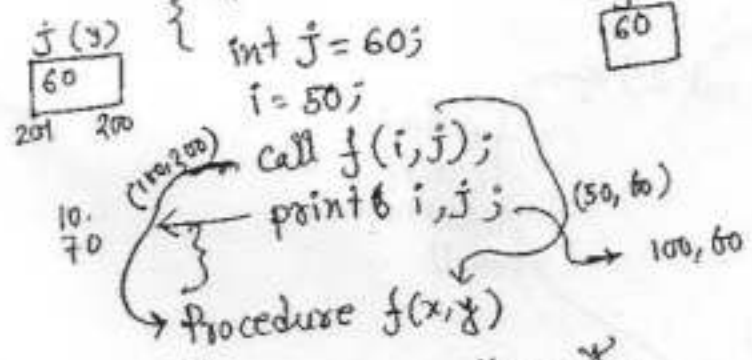 j (y) {
60 int j = 60; 60
201 200 i = 50;
(100,200) call f(i,j);
10. print i, j; (50, 60)
70 } 100, 60
Procedure f(x,y)